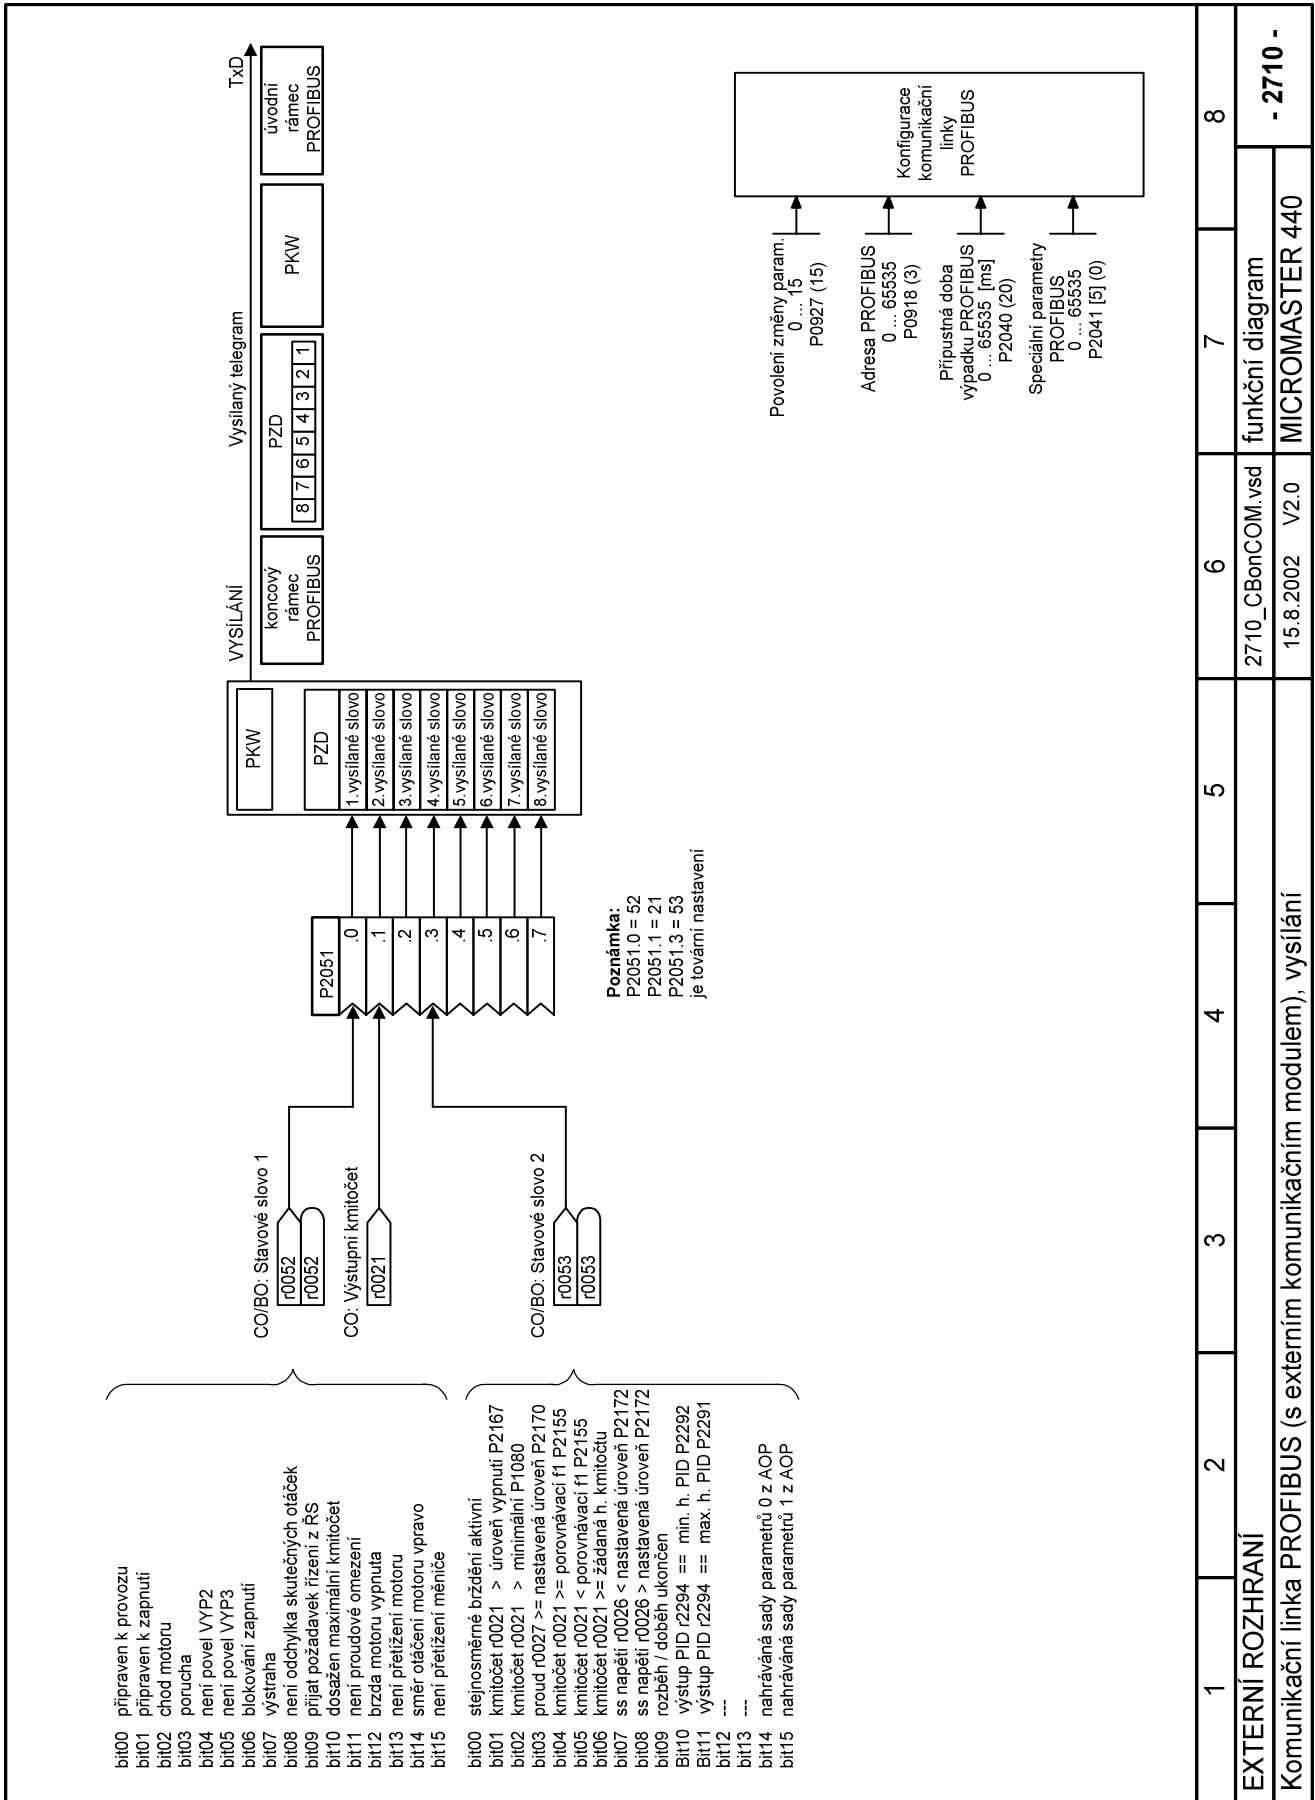 bit00 připraven k provozu
bit01 připraven k zapnutí
bit02 chod motoru
bit03 porucha
bit04 není povel VYP2
bit05 není povel VYP3
bit06 blokování zapnutí
bit07 výstraha
bit08 není odchylka skutečných otáček
bit09 přijat požadavek řízení z ŘS
bit10 dosažen maximální kmitočet
bit11 není proudové omezení
bit12 brzda motoru vypnuta
bit13 není přetížení motoru
bit14 směr otáčení motoru vpravo
bit15 není přetížení měniče
bit00 stejnosměrné brždění aktivní
bit01 kmitočet r0021 > úroveň vypnutí P2167
bit02 kmitočet r0021 > minimální P1080
bit03 proud r0027 >= nastavená úroveň P2170
bit04 kmitočet r0021 >= porovnávací f1 P2155
bit05 kmitočet r0021 < porovnávací f1 P2155
bit06 kmitočet r0021 >= žádaná h. kmitočtu
bit07 ss napětí r0026 < nastavená úroveň P2172
bit08 ss napětí r0026 > nastavená úroveň P2172
bit09 rozběh / doběh ukončen
Bit10 výstup PID r2294 == min. h. PID P2292
Bit11 výstup PID r2294 == max. h. PID P2291
bit12 ---
bit13 ---
bit14 nahráváná sady parametrů 0 z AOP
bit15 nahráváná sady parametrů 1 z AOP
CO/BO: Stavové slovo 1
r0052
r0052
CO: Výstupní kmitočet
r0021
CO/BO: Stavové slovo 2
r0053
r0053
P2051
.0
.1
.2
.3
.4
.5
.6
.7
Poznámka:
P2051.0 = 52
P2051.1 = 21
P2051.3 = 53
je tovární nastavení
PKW
PZD
1.vysílané slovo
2.vysílané slovo
3.vysílané slovo
4.vysílané slovo
5.vysílané slovo
6.vysílané slovo
7.vysílané slovo
8.vysílané slovo
VYSÍLÁNÍ
Vysílaný telegram
TxD
koncový
rámec
PROFIBUS
PZD
8 7 6 5 4 3 2 1
PKW
úvodní
rámec
PROFIBUS
Povolení změny param.
0 ... 15
P0927 (15)
Adresa PROFIBUS
0 ... 65535
P0918 (3)
Přípustná doba
výpadku PROFIBUS
0 ... 65535 [ms]
P2040 (20)
Speciální parametry
PROFIBUS
0 ... 65535
P2041 [5] (0)
Konfigurace
komunikační
linky
PROFIBUS
1 2 3 4 5 6 7 8
EXTERNÍ ROZHRANÍ
2710_CBonCOM.vsd
funkční diagram
- 2710 -
Komunikační linka PROFIBUS (s externím komunikačním modulem), vysílání
15.8.2002 V2.0
MICROMASTER 440